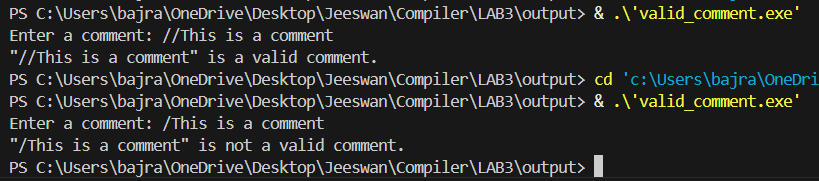 PS C:\Users\bajra\OneDrive\Desktop\Jeeswan\Compiler\LAB3\output> & .\'valid_comment.exe'
Enter a comment: //This is a comment
"//This is a comment" is a valid comment.
PS C:\Users\bajra\OneDrive\Desktop\Jeeswan\Compiler\LAB3\output> cd 'c:\Users\bajra\OneDri
PS C:\Users\bajra\OneDrive\Desktop\Jeeswan\Compiler\LAB3\output> & .\'valid_comment.exe'
Enter a comment: /This is a comment
"/This is a comment" is not a valid comment.
PS C:\Users\bajra\OneDrive\Desktop\Jeeswan\Compiler\LAB3\output>